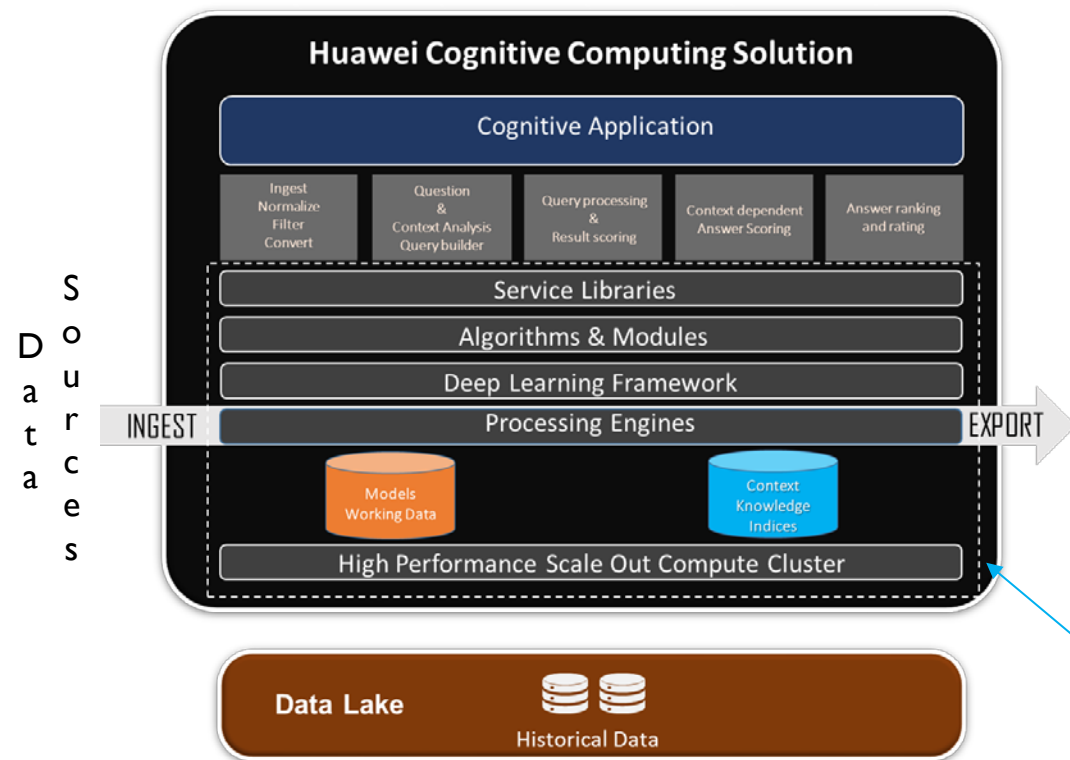 Huawei Cognitive Computing Solution
Cognitive Application
Ingest
Normalize
Filter
Convert
Question
&
Context Analysis
Query builder
Query processing
&
Result scoring
Context dependent
Answer Scoring
Answer ranking
and rating
Service Libraries
Algorithms & Modules
Deep Learning Framework
Data
Sources
INGEST
Processing Engines
EXPORT
Models
Working Data
Context
Knowledge
Indices
High Performance Scale Out Compute Cluster
Data Lake
Historical Data